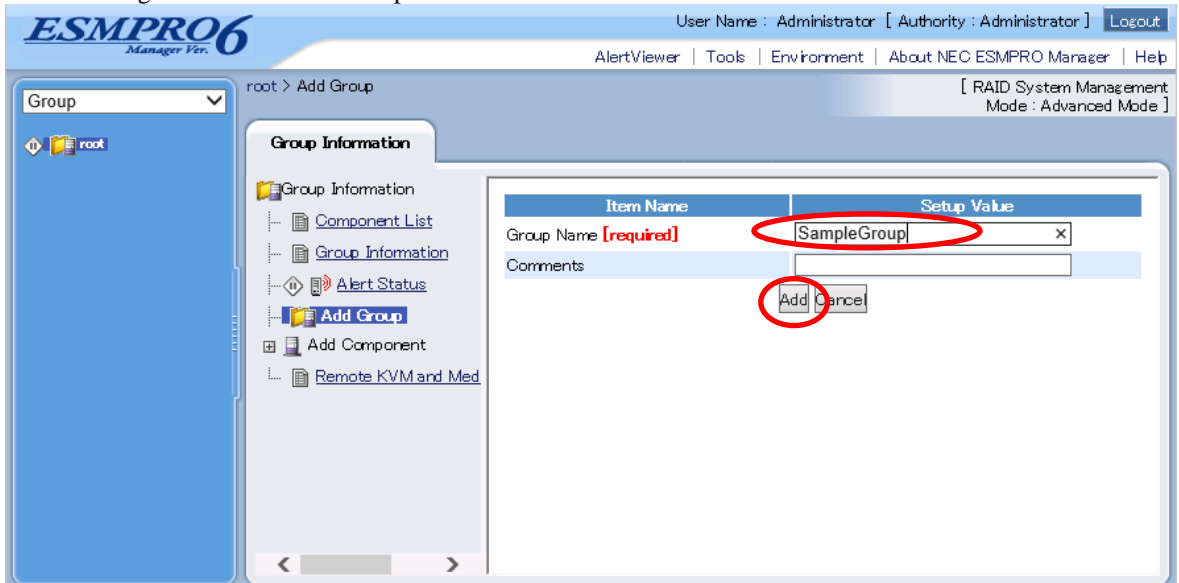 ESMPRO6
Manager Ver.
User Name : Administrator [ Authority : Administrator ] Logout
AlertViewer | Tools | Environment | About NEC ESMPRO Manager | Help
Group
root > Add Group
[ RAID System Management
Mode : Advanced Mode ]
root
Group Information
Group Information
Component List
Group Information
Alert Status
Add Group
Add Component
Remote KVM and Med
Item Name Setup Value
Group Name [required] SampleGroup ×
Comments
Add Cancel